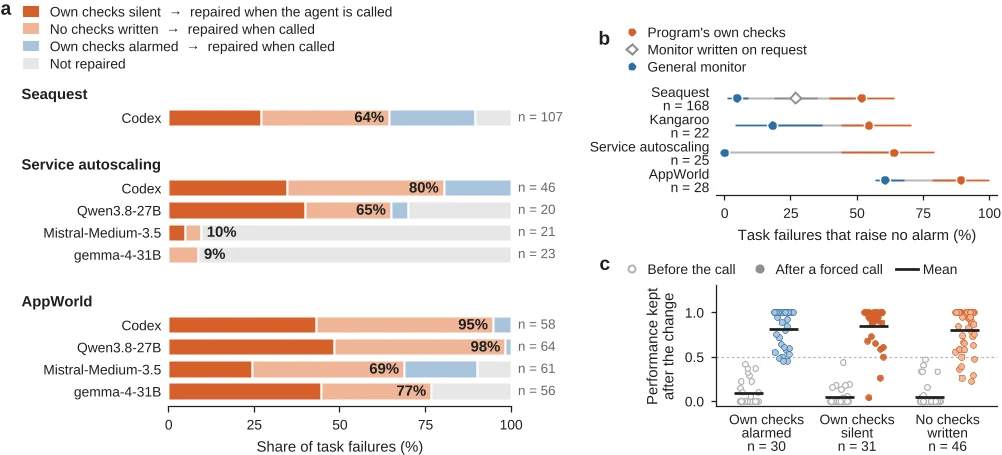 a
Own checks silent → repaired when the agent is called
No checks written → repaired when called
Own checks alarmed → repaired when called
Not repaired
Seaquest
Codex
64%
n = 107
Service autoscaling
Codex
80%
n = 46
Qwen3.8-27B
65%
n = 20
Mistral-Medium-3.5
10%
n = 21
gemma-4-31B
9%
n = 23
AppWorld
Codex
95%
n = 58
Qwen3.8-27B
98%
n = 64
Mistral-Medium-3.5
69%
n = 61
gemma-4-31B
77%
n = 56
0 25 50 75 100
Share of task failures (%)
b
Program's own checks
Monitor written on request
General monitor
Seaquest
n = 168
Kangaroo
n = 22
Service autoscaling
n = 25
AppWorld
n = 28
0 25 50 75 100
Task failures that raise no alarm (%)
c
Before the call After a forced call Mean
Performance kept
after the change
1.0
0.5
0.0
Own checks
alarmed
n = 30
Own checks
silent
n = 31
No checks
written
n = 46